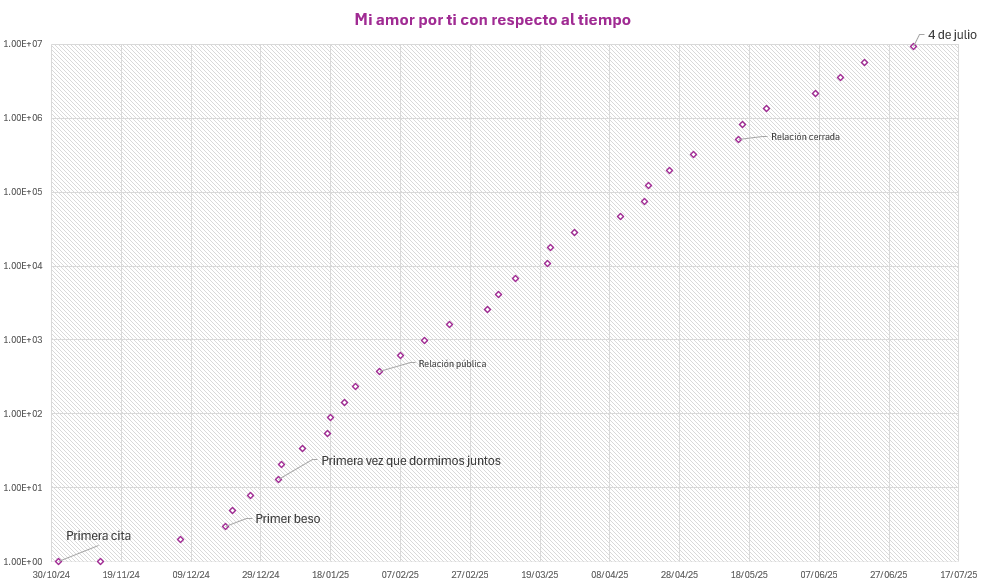 Mi amor por ti con respecto al tiempo
4 de julio
1.00E+07
1.00E+06
Relación cerrada
1.00E+05
1.00E+04
1.00E+03
Relación pública
1.00E+02
Primera vez que dormimos juntos
1.00E+01
Primer beso
Primera cita
1.00E+00
30/10/24 19/11/24 09/12/24 29/12/24 18/01/25 07/02/25 27/02/25 19/03/25 08/04/25 28/04/25 18/05/25 07/06/25 27/06/25 17/07/25